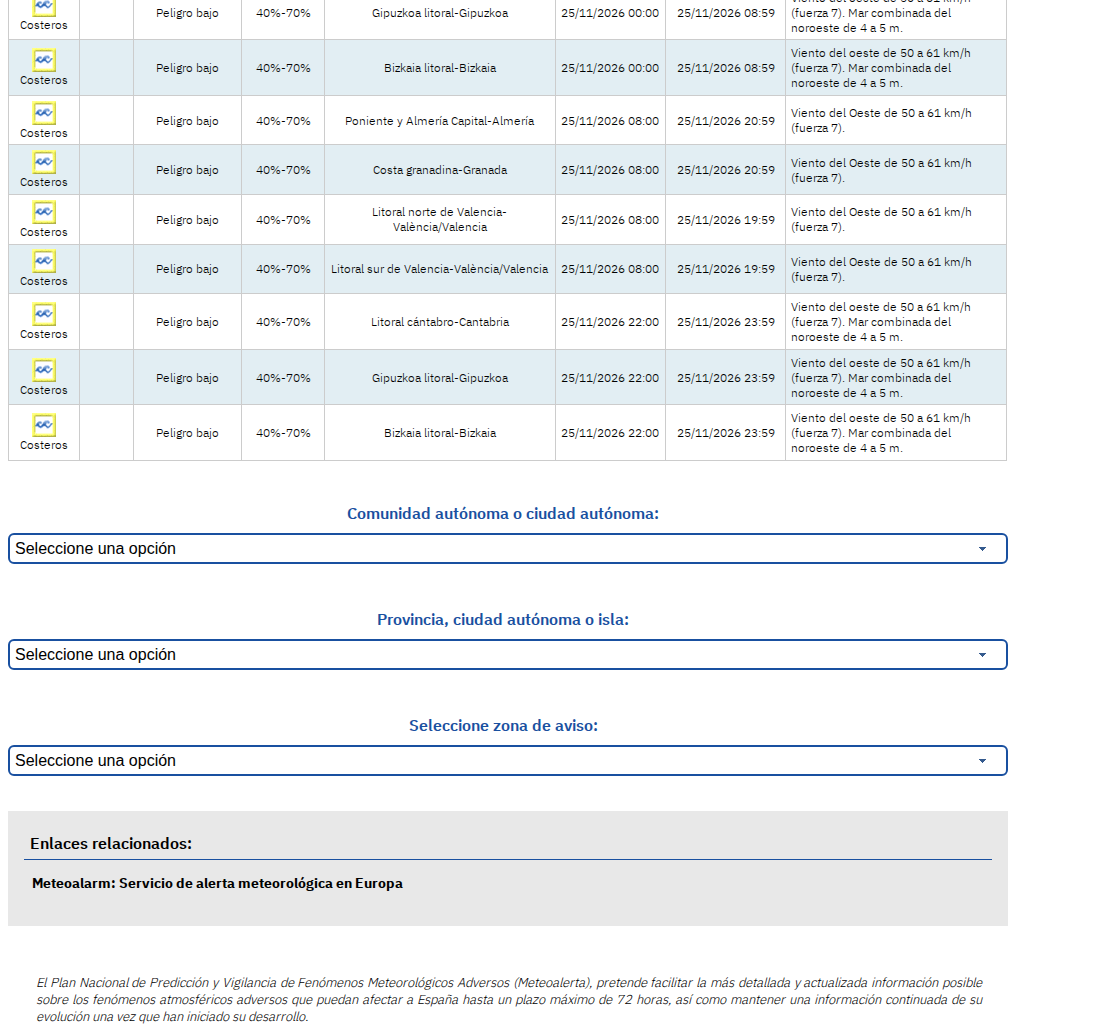 Costeros Peligro bajo 40%-70% Gipuzkoa litoral-Gipuzkoa 25/11/2026 00:00 25/11/2026 08:59 Viento del oeste de 50 a 61 km/h
(fuerza 7). Mar combinada del
noroeste de 4 a 5 m.
Costeros Peligro bajo 40%-70% Bizkaia litoral-Bizkaia 25/11/2026 00:00 25/11/2026 08:59 Viento del oeste de 50 a 61 km/h
(fuerza 7). Mar combinada del
noroeste de 4 a 5 m.
Costeros Peligro bajo 40%-70% Poniente y Almería Capital-Almería 25/11/2026 08:00 25/11/2026 20:59 Viento del Oeste de 50 a 61 km/h
(fuerza 7).
Costeros Peligro bajo 40%-70% Costa granadina-Granada 25/11/2026 08:00 25/11/2026 20:59 Viento del Oeste de 50 a 61 km/h
(fuerza 7).
Costeros Peligro bajo 40%-70% Litoral norte de Valencia-
València/Valencia 25/11/2026 08:00 25/11/2026 19:59 Viento del Oeste de 50 a 61 km/h
(fuerza 7).
Costeros Peligro bajo 40%-70% Litoral sur de Valencia-València/Valencia 25/11/2026 08:00 25/11/2026 19:59 Viento del Oeste de 50 a 61 km/h
(fuerza 7).
Costeros Peligro bajo 40%-70% Litoral cántabro-Cantabria 25/11/2026 22:00 25/11/2026 23:59 Viento del oeste de 50 a 61 km/h
(fuerza 7). Mar combinada del
noroeste de 4 a 5 m.
Costeros Peligro bajo 40%-70% Gipuzkoa litoral-Gipuzkoa 25/11/2026 22:00 25/11/2026 23:59 Viento del oeste de 50 a 61 km/h
(fuerza 7). Mar combinada del
noroeste de 4 a 5 m.
Costeros Peligro bajo 40%-70% Bizkaia litoral-Bizkaia 25/11/2026 22:00 25/11/2026 23:59 Viento del oeste de 50 a 61 km/h
(fuerza 7). Mar combinada del
noroeste de 4 a 5 m.
Comunidad autónoma o ciudad autónoma:
Seleccione una opción
Provincia, ciudad autónoma o isla:
Seleccione una opción
Seleccione zona de aviso:
Seleccione una opción
Enlaces relacionados:
Meteoalarm: Servicio de alerta meteorológica en Europa
El Plan Nacional de Predicción y Vigilancia de Fenómenos Meteorológicos Adversos (Meteoalerta), pretende facilitar la más detallada y actualizada información posible
sobre los fenómenos atmosféricos adversos que puedan afectar a España hasta un plazo máximo de 72 horas, así como mantener una información continuada de su
evolución una vez que han iniciado su desarrollo.